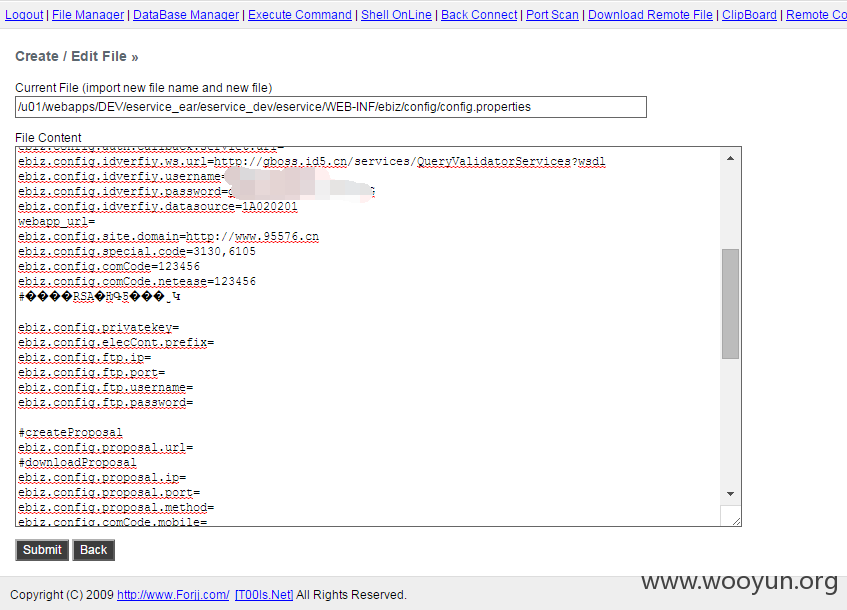 Logout | File Manager | DataBase Manager | Execute Command | Shell OnLine | Back Connect | Port Scan | Download Remote File | ClipBoard | Remote Co
Create / Edit File »
Current File (import new file name and new file)
/u01/webapps/DEV/eservice_ear/eservice_dev/eservice/WEB-INF/ebiz/config/config.properties
File Content
ebiz.config.idverfiy.ws.url=http://gboss.id5.cn/services/QueryValidatorServices?wsdl
ebiz.config.idverfiy.username=
ebiz.config.idverfiy.password=
ebiz.config.idverfiy.datasource=1A020201
webapp_url=
ebiz.config.site.domain=http://www.95576.cn
ebiz.config.special.code=3130,6105
ebiz.config.comCode=123456
ebiz.config.comCode.netease=123456
ebiz.config.privatekey=
ebiz.config.elecCont.prefix=
ebiz.config.ftp.ip=
ebiz.config.ftp.port=
ebiz.config.ftp.username=
ebiz.config.ftp.password=
#createProposal
ebiz.config.proposal.url=
#downloadProposal
ebiz.config.proposal.ip=
ebiz.config.proposal.port=
ebiz.config.proposal.method=
ebiz.config.comCode.mobile=
Submit Back
www.wooyun.org
Copyright (C) 2009 http://www.Forjj.com/ [T00ls.Net] All Rights Reserved.